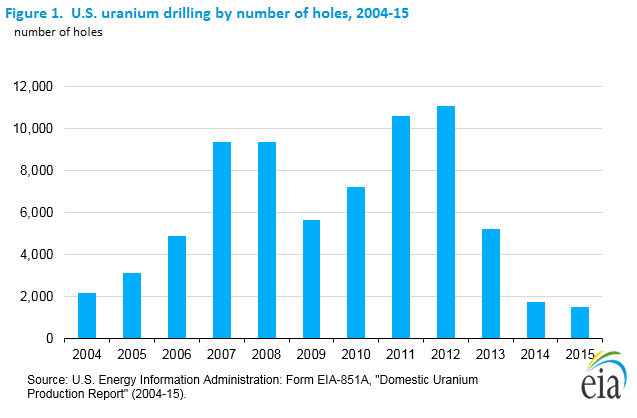 Figure 1.  U.S. uranium drilling by number of holes, 2004-15
number of holes
12,000
10,000
8,000
6,000
4,000
2,000
0
2004 2005 2006 2007 2008 2009 2010 2011 2012 2013 2014 2015
Source: U.S. Energy Information Administration: Form EIA-851A, "Domestic Uranium
Production Report" (2004-15).
eia